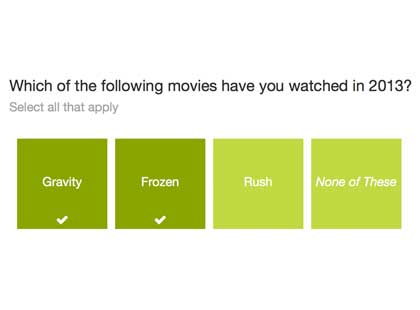 Which of the following movies have you watched in 2013?
Select all that apply
Gravity
Frozen
Rush
None of These